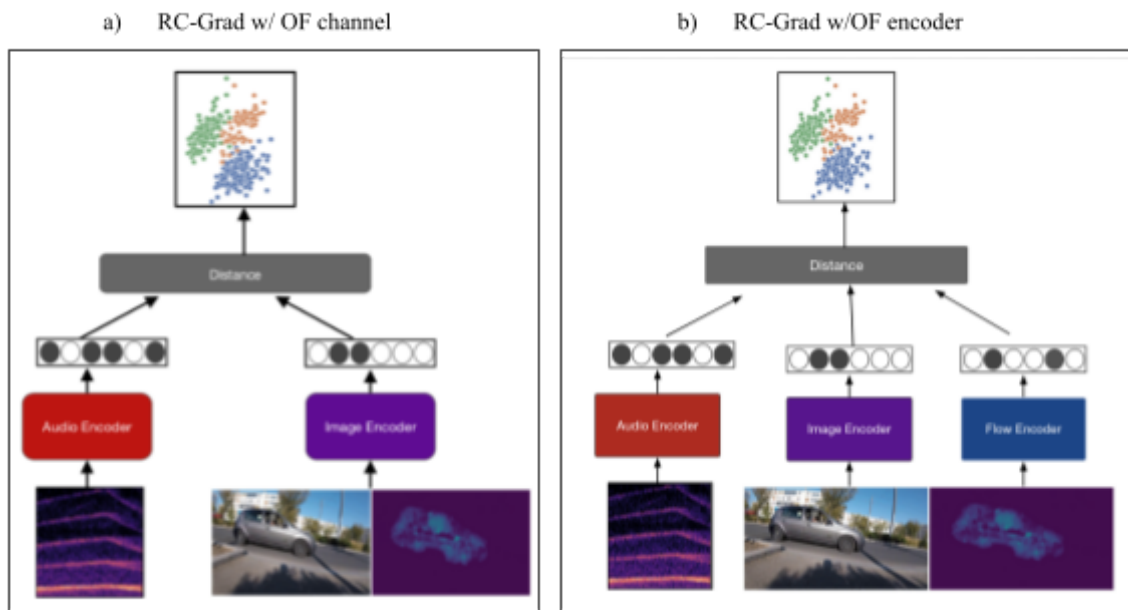 a) RC-Grad w/ OF channel
Distance
Audio Encoder
Image Encoder
b) RC-Grad w/OF encoder
Distance
Audio Encoder
Image Encoder
Flow Encoder